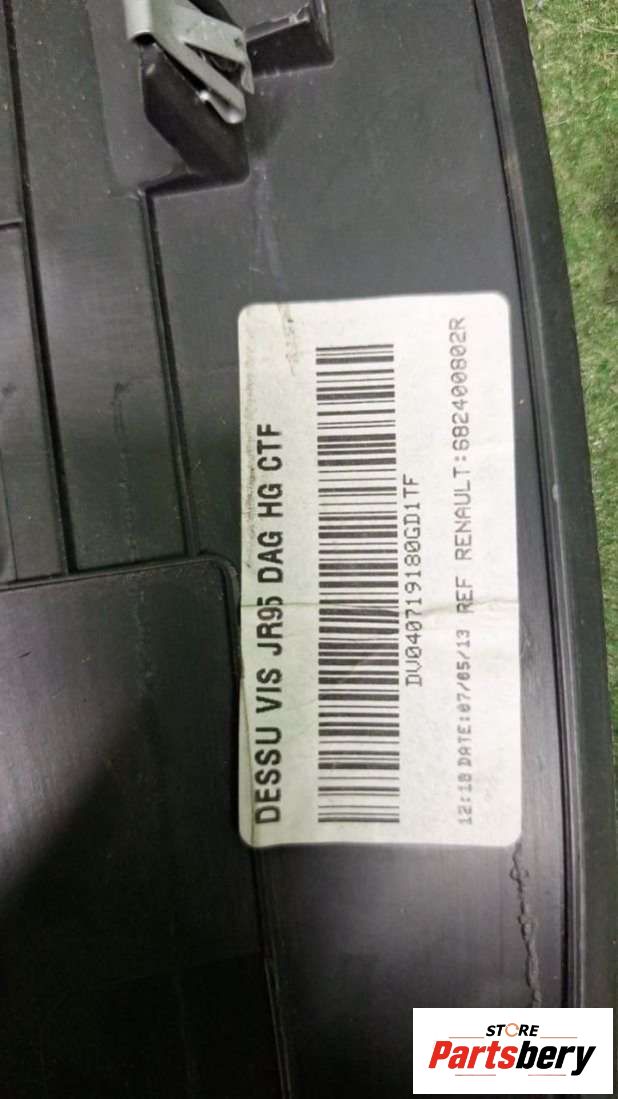 DESSU VIS JR95 DAG HG CTF
DV040719180GD1TF
12:18 DATE:07/05/13 REF RENAULT:682400802R
STORE
Partsbery